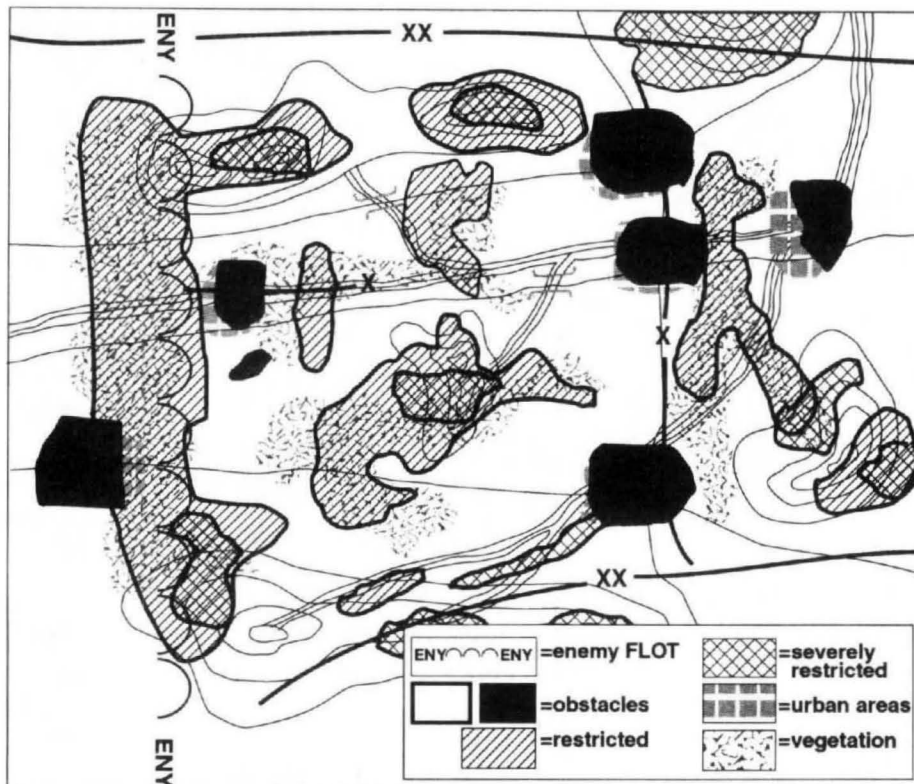 ENY
XX
X
X
XX
ENY
ENY ENY =enemy FLOT
=obstacles
=restricted
=severely
restricted
=urban areas
=vegetation